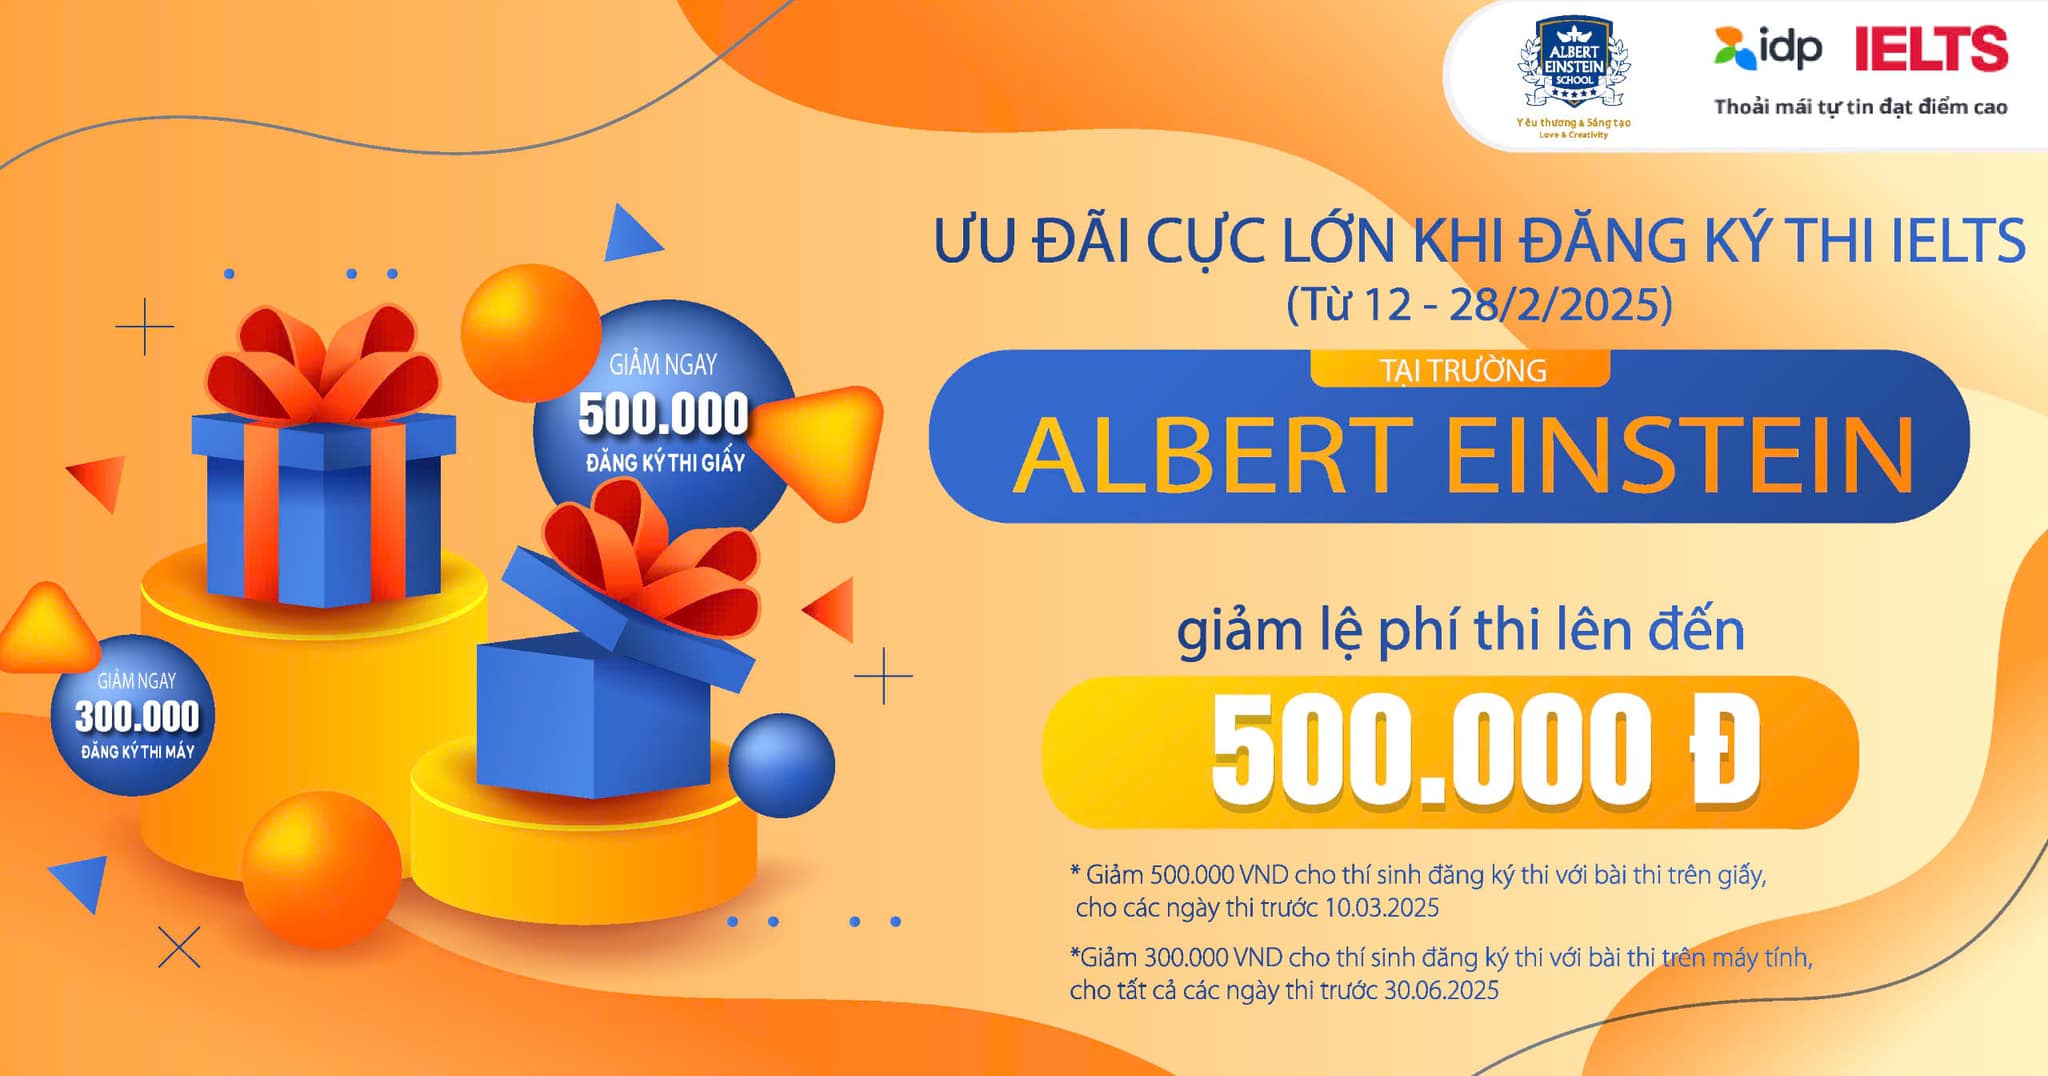 ALBERT
EINSTEIN
SCHOOL
Yêu thương & Sáng tạo
Love & Creativity
idp IELTS
Thoải mái tự tin đạt điểm cao
ƯU ĐÃI CỰC LỚN KHI ĐĂNG KÝ THI IELTS
(Từ 12 - 28/2/2025)
TẠI TRƯỜNG
ALBERT EINSTEIN
giảm lệ phí thi lên đến
500.000 Đ
* Giảm 500.000 VND cho thí sinh đăng ký thi với bài thi trên giấy,
cho các ngày thi trước 10.03.2025
*Giảm 300.000 VND cho thí sinh đăng ký thi với bài thi trên máy tính,
cho tất cả các ngày thi trước 30.06.2025
GIẢM NGAY
500.000
ĐĂNG KÝ THI GIẤY
GIẢM NGAY
300.000
ĐĂNG KÝ THI MÁY